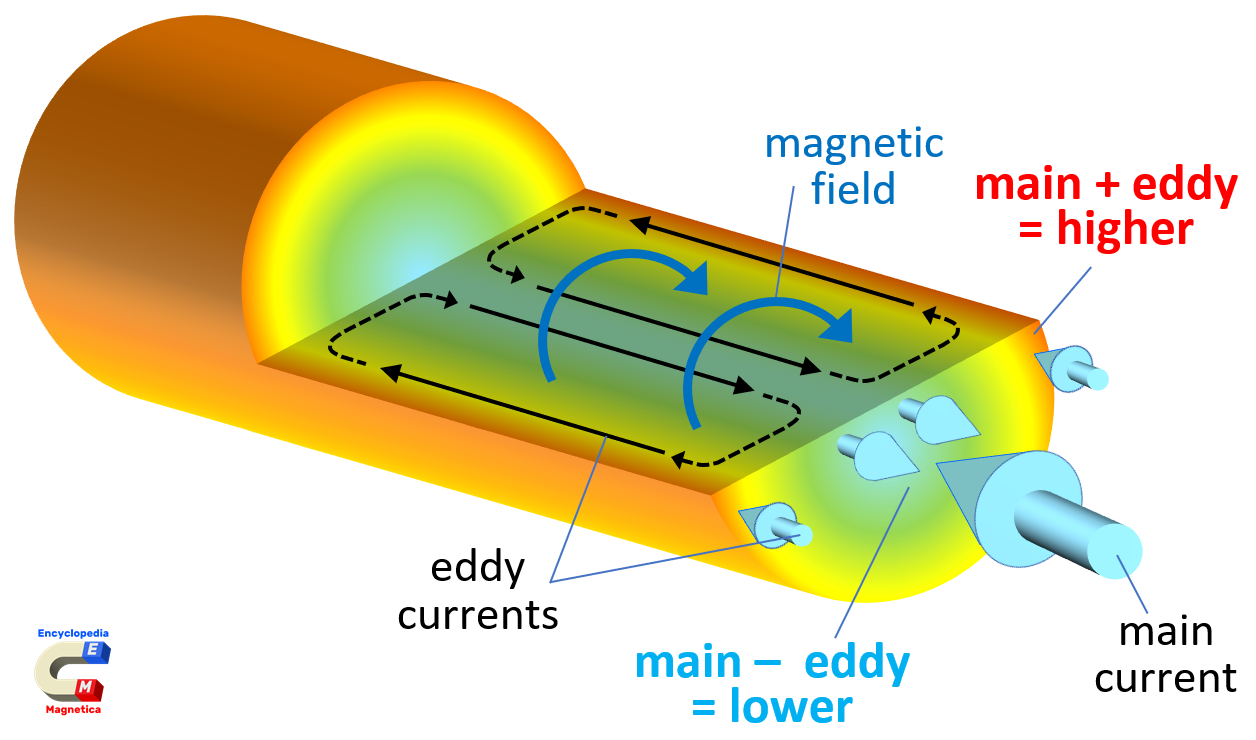 magnetic
field
main + eddy
= higher
eddy
currents
main – eddy
= lower
main
current
Encyclopedia
E
M
Magnetica